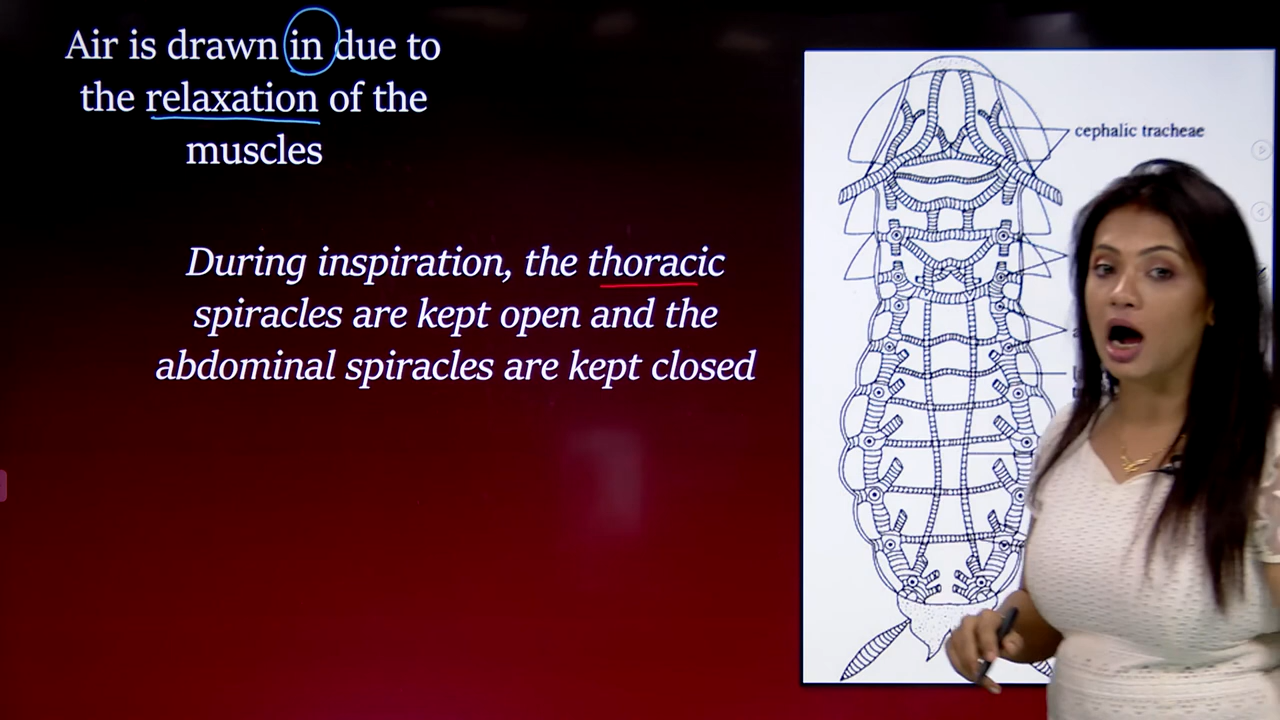 Air is drawn in due to
the relaxation of the
muscles
During inspiration, the thoracic
spiracles are kept open and the
abdominal spiracles are kept closed
cephalic tracheae